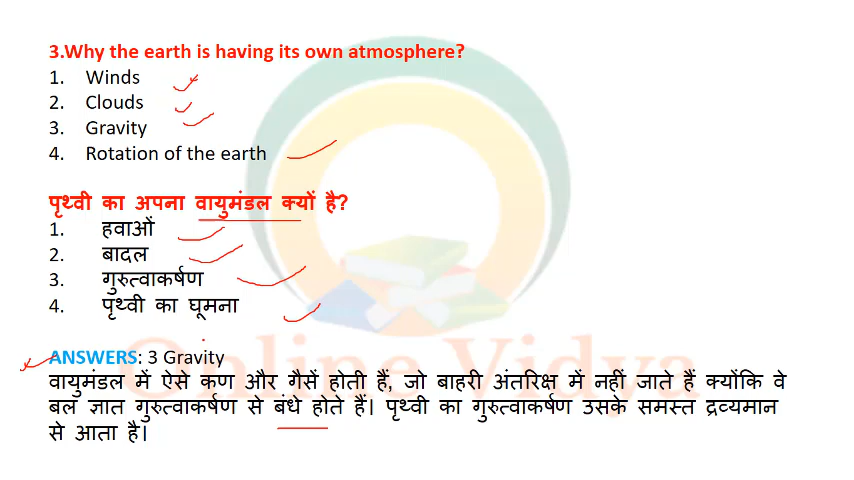 3.Why the earth is having its own atmosphere?
1. Winds
2. Clouds
3. Gravity
4. Rotation of the earth
पृथ्वी का अपना वायुमंडल क्यों है?
1. हवाओं
2. बादल
3. गुरुत्वाकर्षण
4. पृथ्वी का घूमना
ANSWERS: 3 Gravity
वायुमंडल में ऐसे कण और गैसें होती हैं, जो बाहरी अंतरिक्ष में नहीं जाते हैं क्योंकि वे
बल ज्ञात गुरुत्वाकर्षण से बंधे होते हैं। पृथ्वी का गुरुत्वाकर्षण उसके समस्त द्रव्यमान
से आता है।
Online Vidya